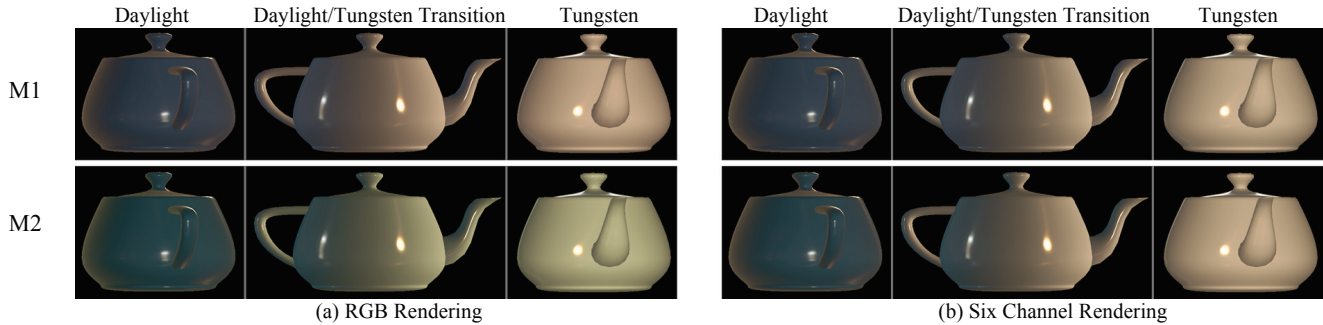 Daylight Daylight/Tungsten Transition Tungsten Daylight Daylight/Tungsten Transition Tungsten
M1
M2
(a) RGB Rendering (b) Six Channel Rendering